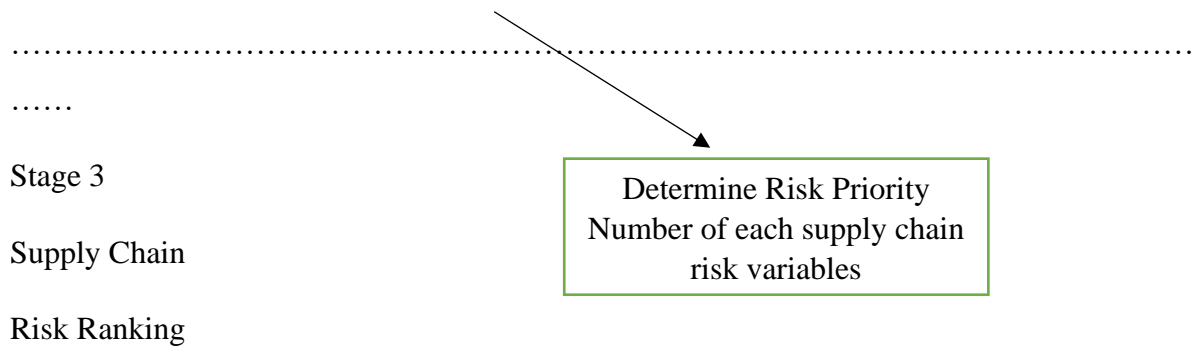 ……………………………………………………………………………………………………
……
Stage 3
Supply Chain
Risk Ranking
Determine Risk Priority
Number of each supply chain
risk variables